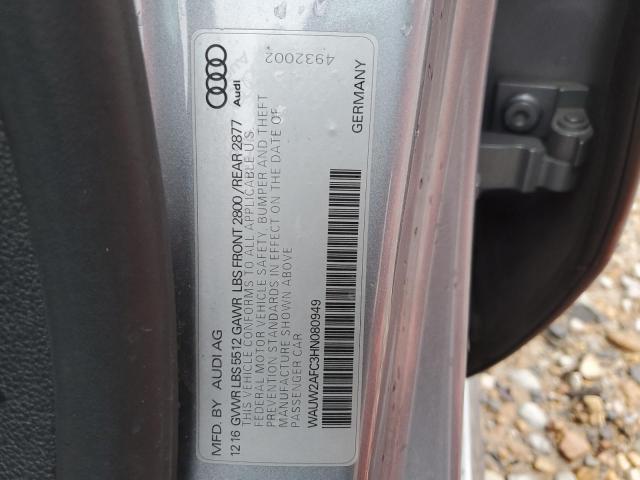 MFD. BY AUDI AG
12.16 GVWR LBS 5512 GAWR LBS FRONT 2800/REAR 2877
THIS VEHICLE CONFORMS TO ALL APPLICABLE U.S.
FEDERAL MOTOR VEHICLE SAFETY, BUMPER AND THEFT
PREVENTION STANDARDS IN EFFECT ON THE DATE OF
MANUFACTURE SHOWN ABOVE
PASSENGER CAR
WAUW2AFC3HN080949
GERMANY
Audi
4932002